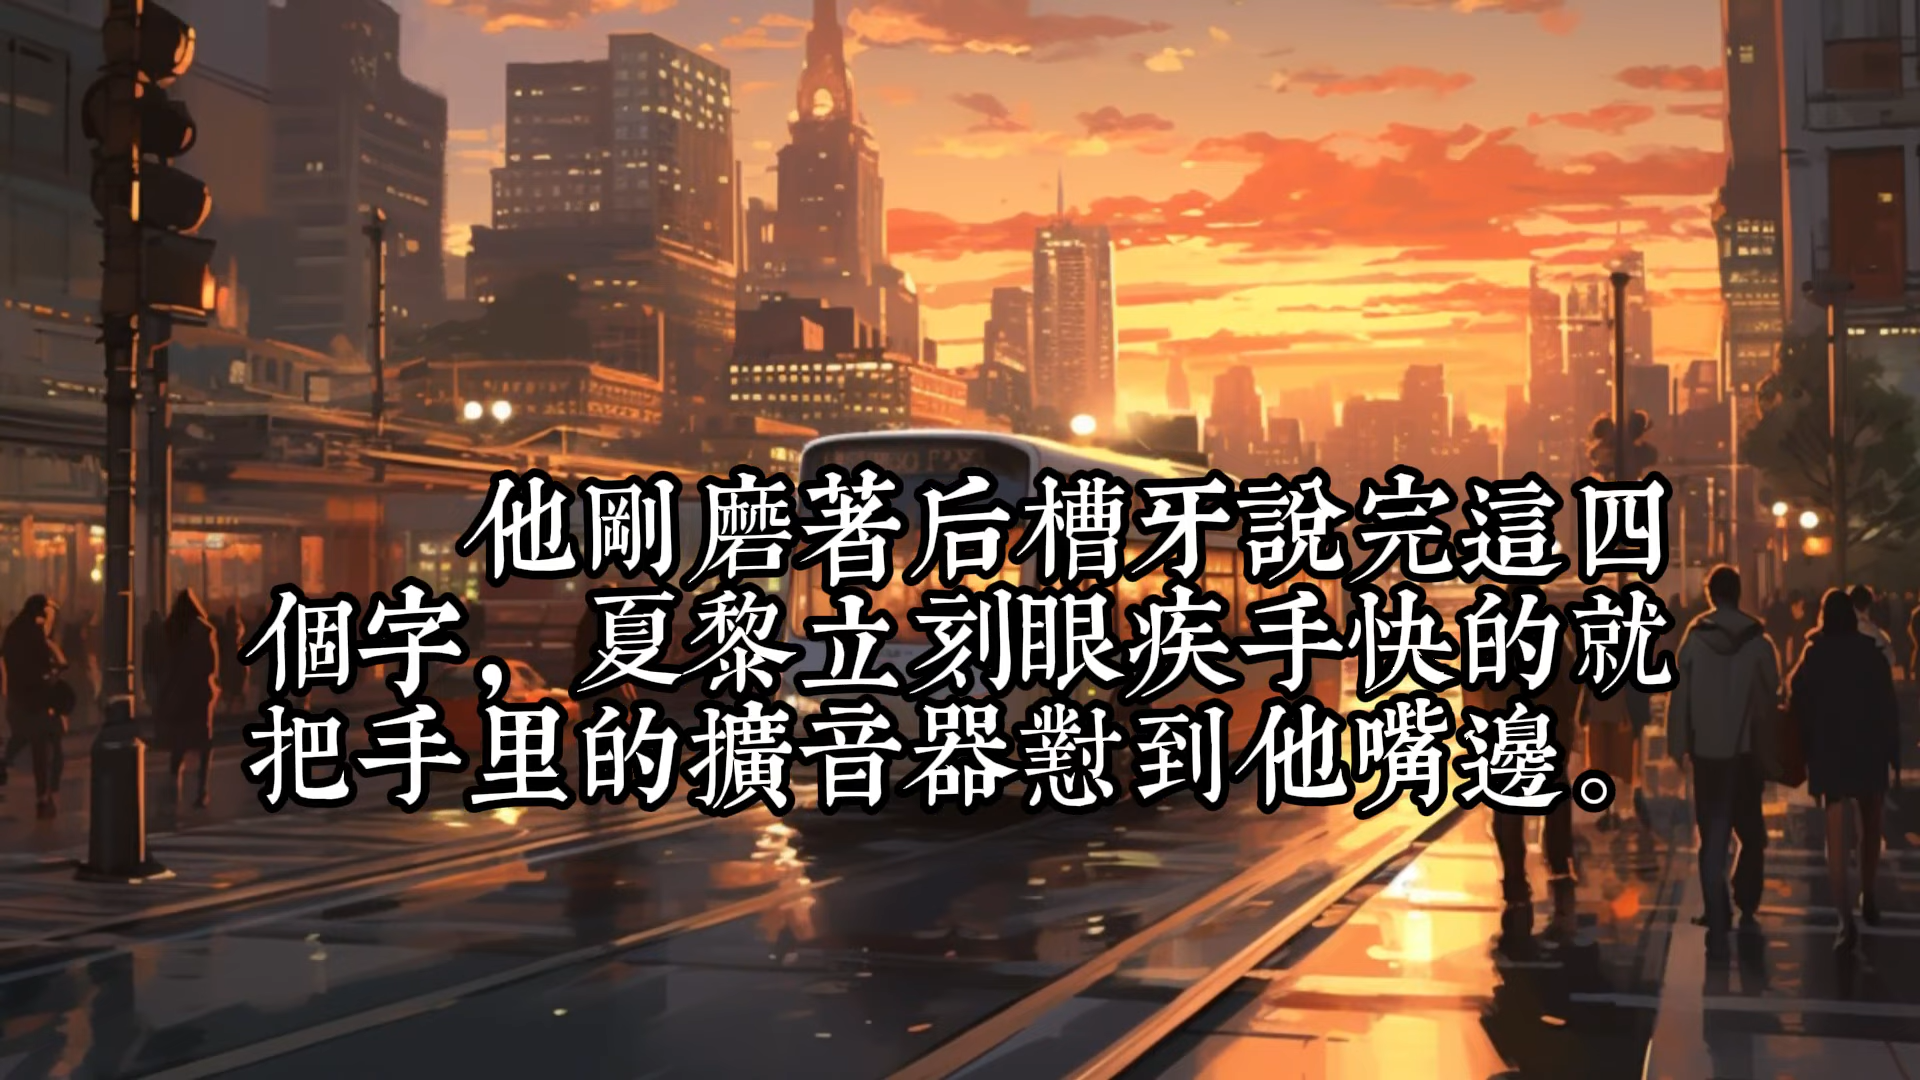 他剛磨著后槽牙說完這四
個字，夏黎立刻眼疾手快的就
把手里的擴音器懟到他嘴邊。